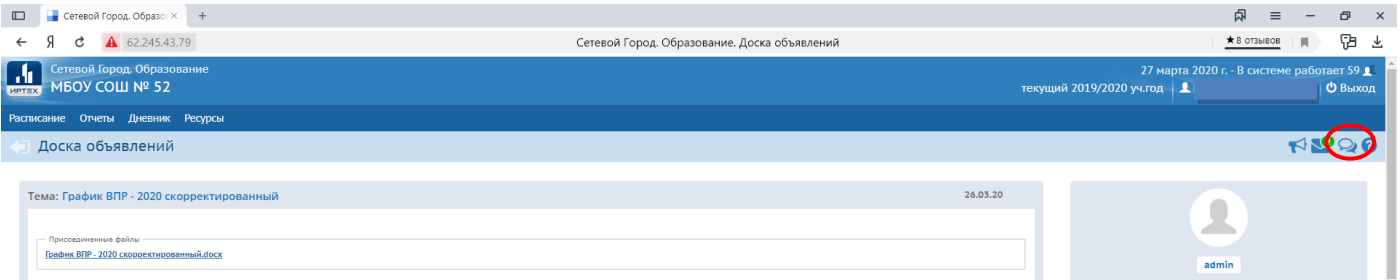 Сетевой Город. Образо
62.245.43.79
Сетевой Город. Образование. Доска объявлений
★8 отзывов
Сетевой Город. Образование
МБОУ СОШ № 52
ИРТЕХ
27 марта 2020 г. - В системе работает 59
текущий 2019/2020 уч.год
Выход
Расписание Отчеты Дневник Ресурсы
Доска объявлений
Тема: График ВПР - 2020 скорректированный
26.03.20
Присоединенные файлы
График ВПР - 2020 скорректированный.docx
admin